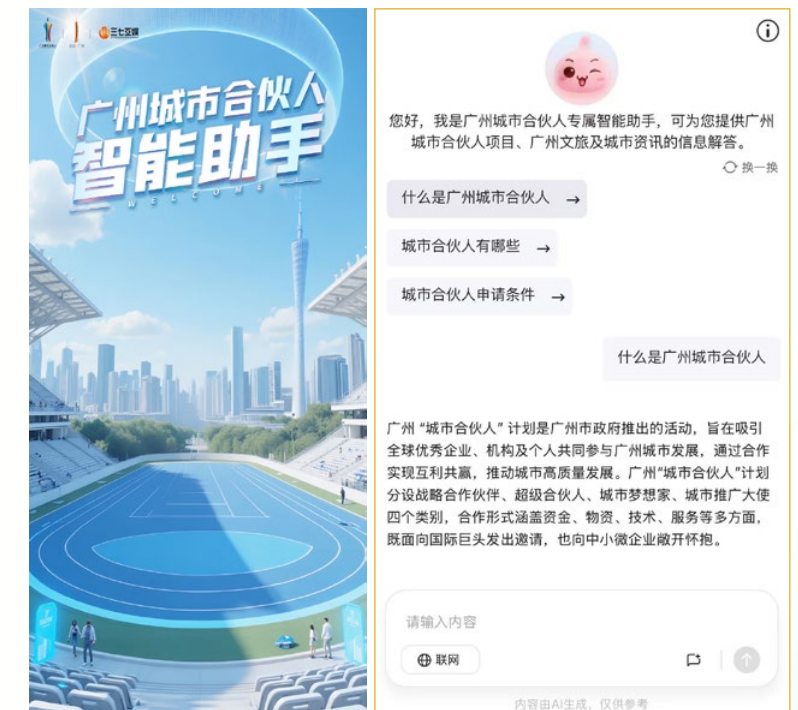 三七互娱
广州城市合伙人
智能助手
WELCOME
您好，我是广州城市合伙人专属智能助手，可为您提供广州
城市合伙人项目、广州文旅及城市资讯的信息解答。
换一换
什么是广州城市合伙人 →
城市合伙人有哪些 →
城市合伙人申请条件 →
什么是广州城市合伙人
广州 “城市合伙人” 计划是广州市政府推出的活动，旨在吸引
全球优秀企业、机构及个人共同参与广州城市发展，通过合作
实现互利共赢，推动城市高质量发展。广州“城市合伙人”计划
分设战略合作伙伴、超级合伙人、城市梦想家、城市推广大使
四个类别，合作形式涵盖资金、物资、技术、服务等多方面，
既面向国际巨头发出邀请，也向中小微企业敞开怀抱。
请输入内容
联网
内容由AI生成，仅供参考